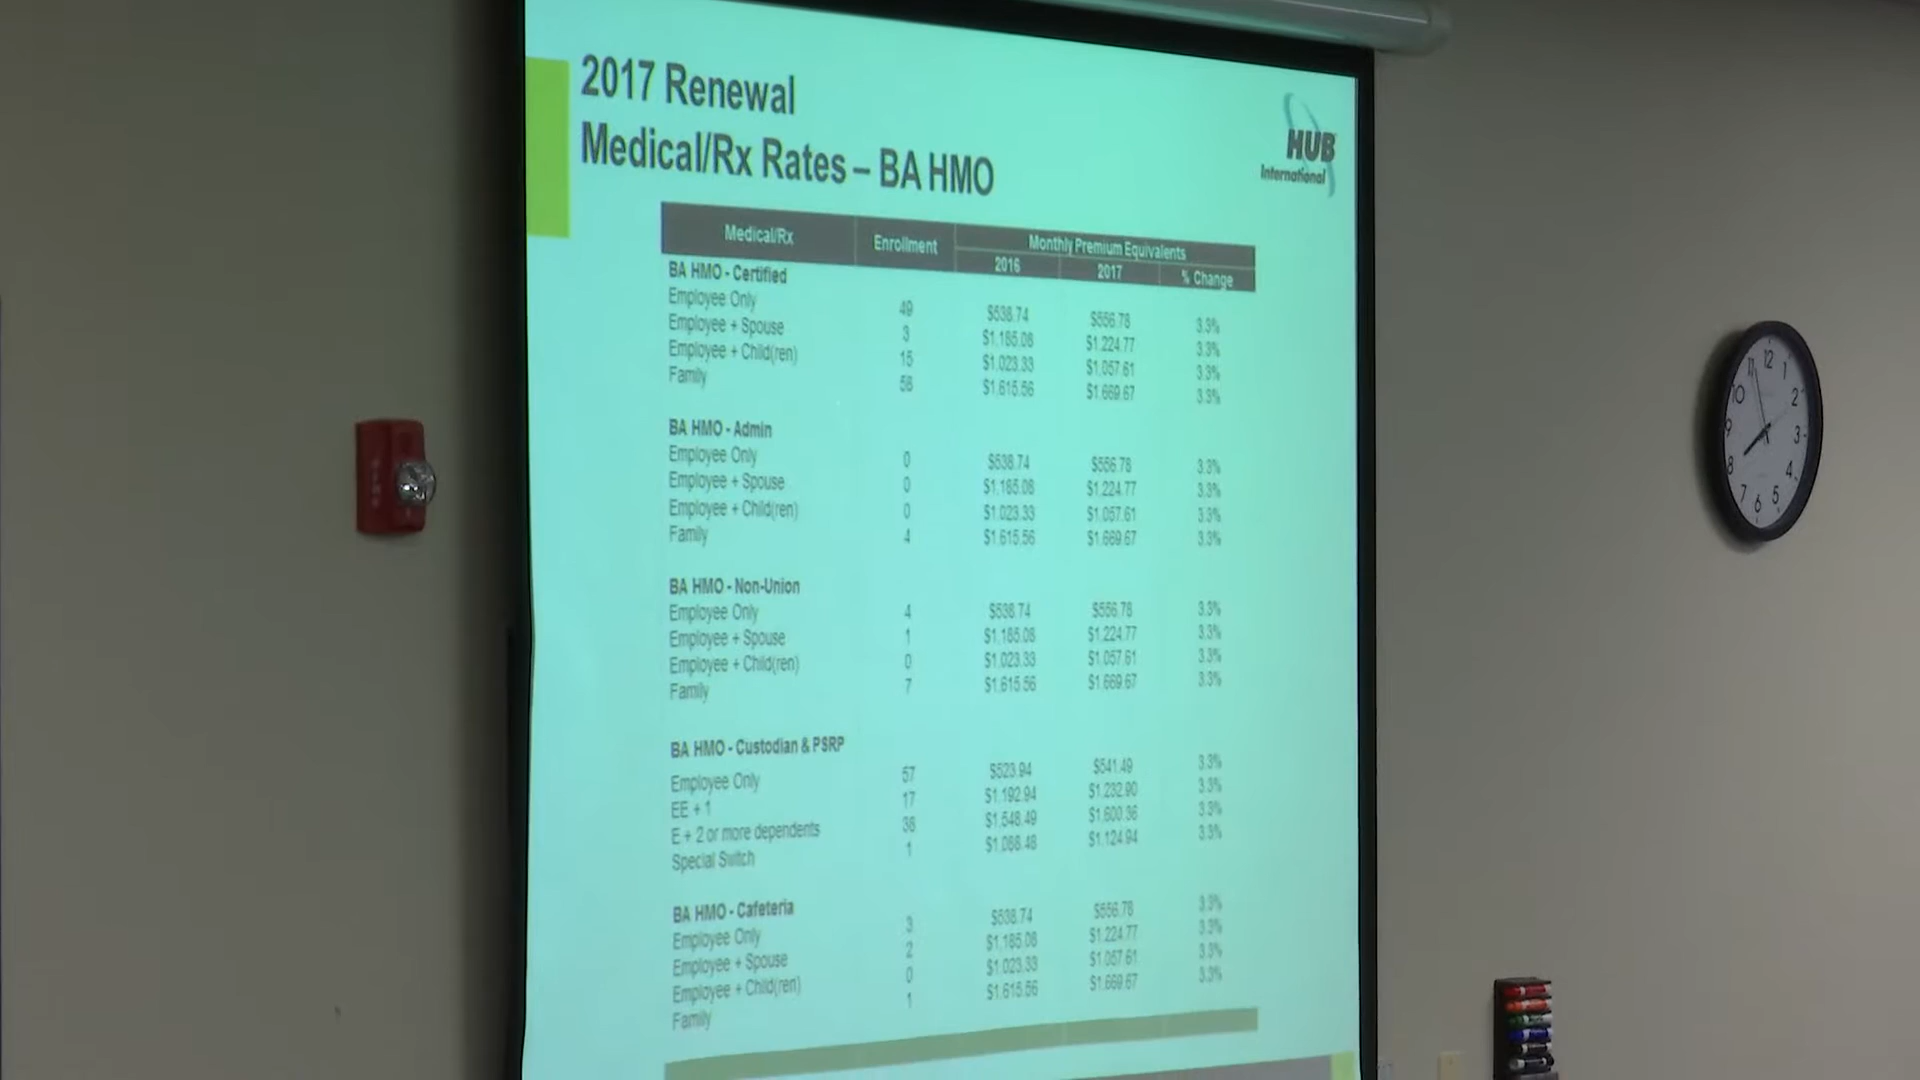 2017 Renewal
Medical/Rx Rates – BA HMO
HUB
International
Medical/Rx Enrollment Monthly Premium Equivalents
2016 2017 % Change
BA HMO - Certified
Employee Only 49 $538.74 $556.78 3.3%
Employee + Spouse 3 $1,185.08 $1,224.77 3.3%
Employee + Child(ren) 15 $1,023.33 $1,057.61 3.3%
Family $1,615.56 $1,669.67 3.3%
BA HMO - Admin
Employee Only 0 $538.74 $556.78 3.3%
Employee + Spouse 0 $1,185.08 $1,224.77 3.3%
Employee + Child(ren) 0 $1,023.33 $1,057.61 3.3%
Family 4 $1,615.56 $1,669.67 3.3%
BA HMO - Non-Union
Employee Only 4 $538.74 $556.78 3.3%
Employee + Spouse 1 $1,185.08 $1,224.77 3.3%
Employee + Child(ren) 0 $1,023.33 $1,057.61 3.3%
Family 7 $1,615.56 $1,669.67 3.3%
BA HMO - Custodian & PSRP
Employee Only 57 $523.94 $541.49 3.3%
EE + 1 17 $1,192.94 $1,232.90 3.3%
E + 2 or more dependents $1,548.49 $1,600.36 3.3%
Special Switch 1 $1,088.48 $1,124.94 3.3%
BA HMO - Cafeteria
Employee Only 3 $538.74 $556.78 3.3%
Employee + Spouse 2 $1,185.08 $1,224.77 3.3%
Employee + Child(ren) 0 $1,023.33 $1,057.61 3.3%
Family 1 $1,615.56 $1,669.67 3.3%
12
1
2
3
4
5
6
7
8
9
10
11